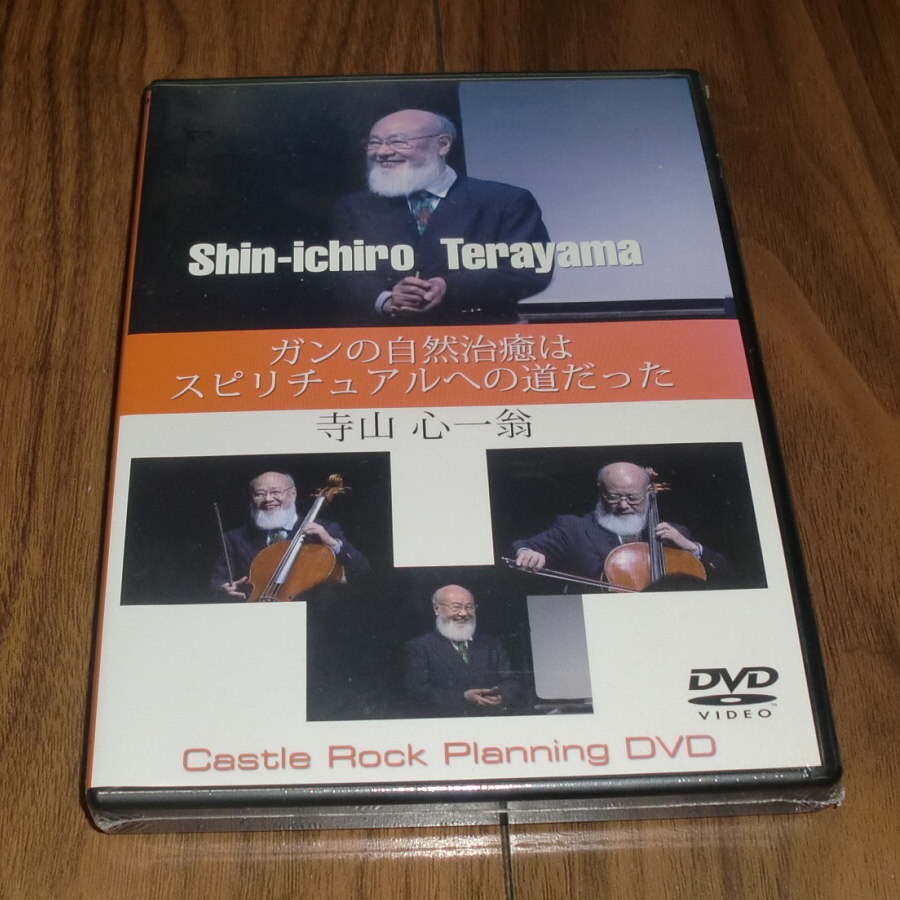 Shin-ichiro Terayama
ガンの自然治癒は
スピリチュアルへの道だった
寺山 心一翁
DVD
VIDEO
Castle Rock Planning DVD